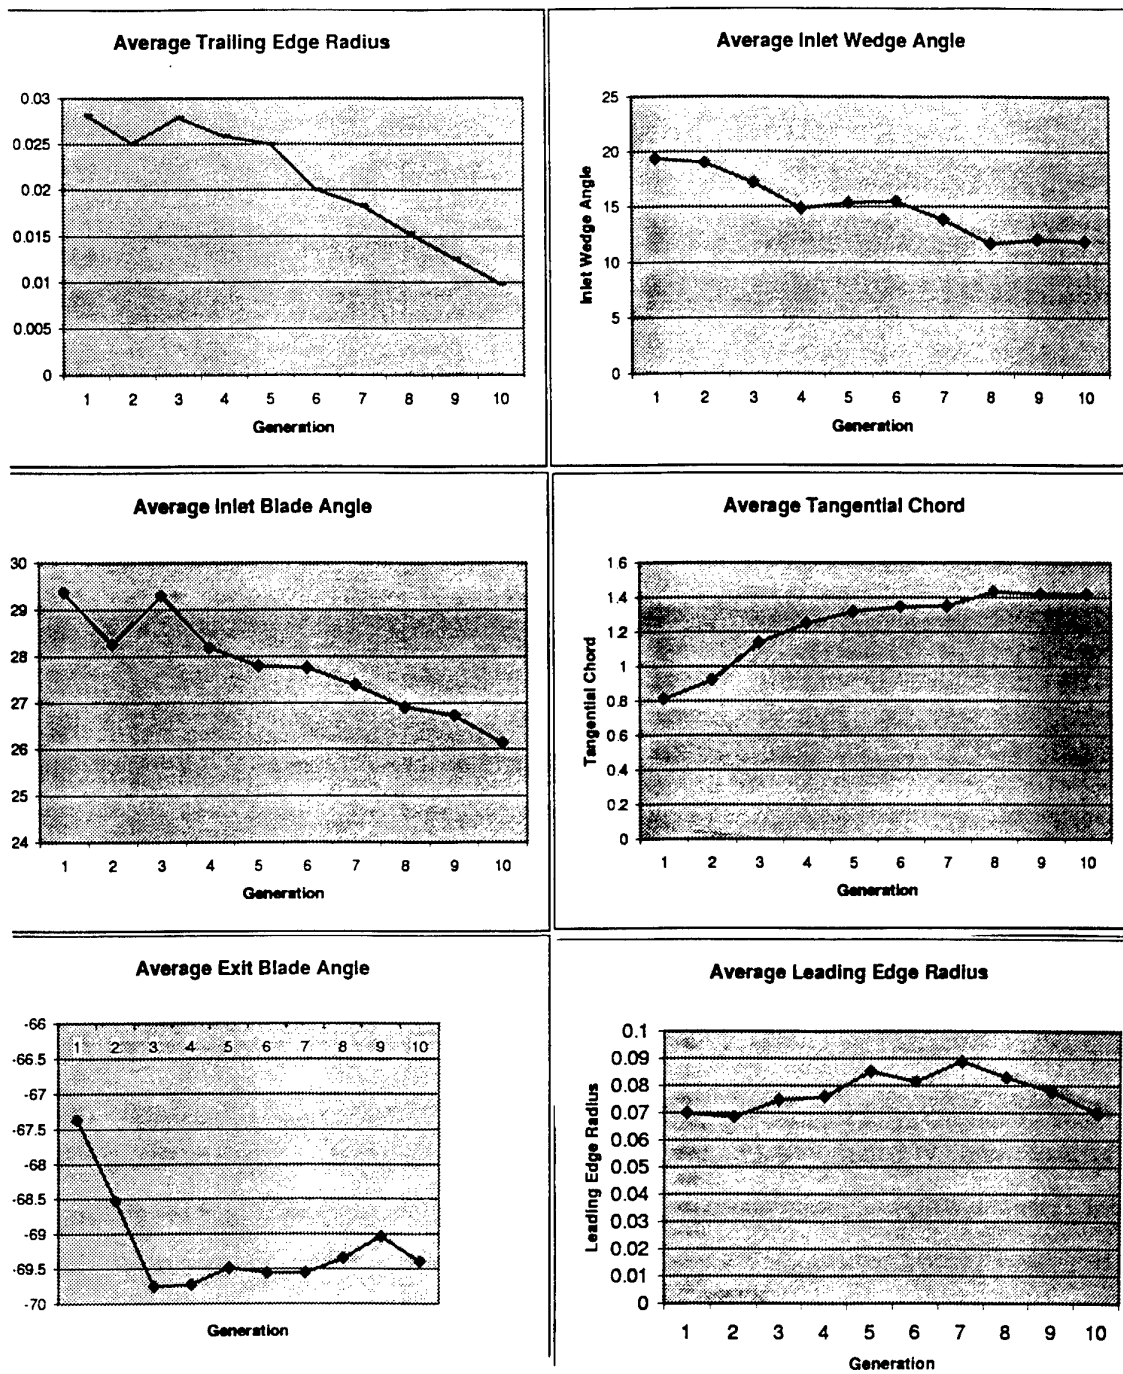 Average Trailing Edge Radius
0.03
0.025
0.02
0.015
0.01
0.005
0
1 2 3 4 5 6 7 8 9 10
Generation
Average Inlet Wedge Angle
Inlet Wedge Angle
25
20
15
10
5
0
1 2 3 4 5 6 7 8 9 10
Generation
Average Inlet Blade Angle
30
29
28
27
26
25
24
1 2 3 4 5 6 7 8 9 10
Generation
Average Tangential Chord
Tangential Chord
1.6
1.4
1.2
1
0.8
0.6
0.4
0.2
0
1 2 3 4 5 6 7 8 9 10
Generation
Average Exit Blade Angle
-66
1 2 3 4 5 6 7 8 9 10
-66.5
-67
-67.5
-68
-68.5
-69
-69.5
-70
Generation
Average Leading Edge Radius
Leading Edge Radius
0.1
0.09
0.08
0.07
0.06
0.05
0.04
0.03
0.02
0.01
0
1 2 3 4 5 6 7 8 9 10
Generation